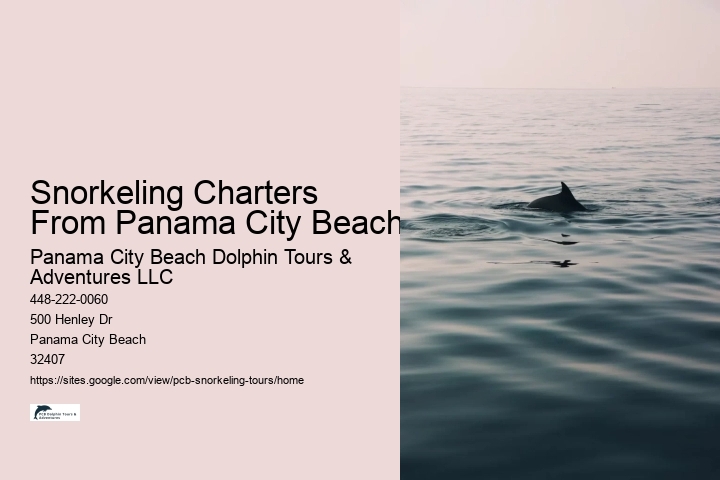 Snorkeling Charters
From Panama City Beach
Panama City Beach Dolphin Tours &
Adventures LLC
448-222-0060
500 Henley Dr
Panama City Beach
32407
https://sites.google.com/view/pcb-snorkeling-tours/home
PCB Dolphin Tours &
Adventures